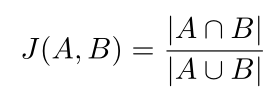 J(A, B) = |A ∩ B| / |A ∪ B|